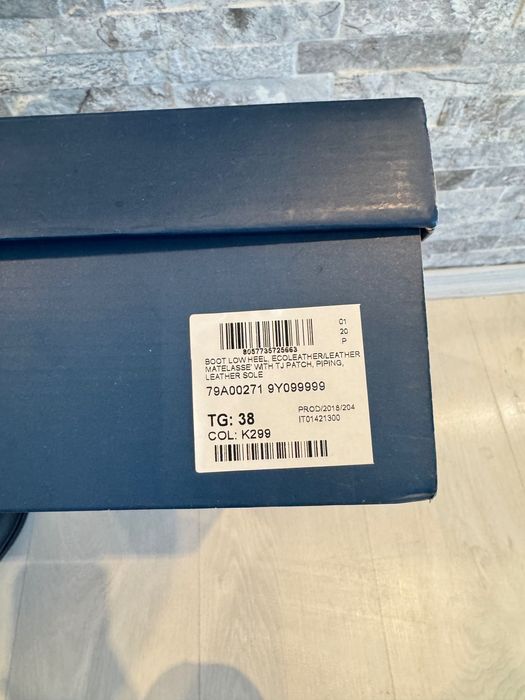 01
20
P
8057735725663
BOOT LOW HEEL, ECOLEATHER/LEATHER
MATELASSE' WITH TJ PATCH, PIPING,
LEATHER SOLE
79A00271 9Y099999
PROD/2018/204
TG: 38
IT01421300
COL: K299